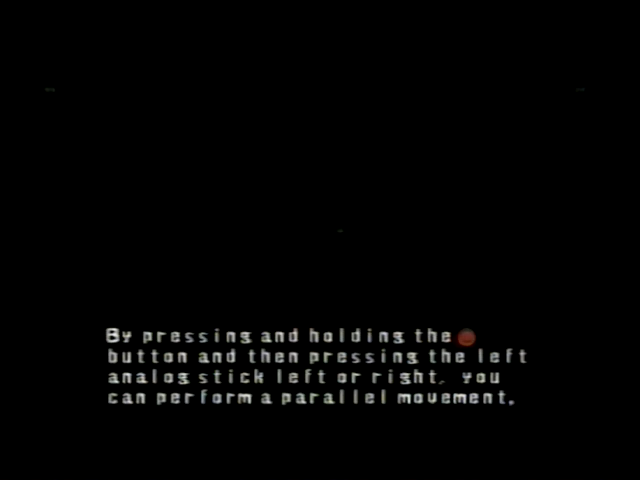 By pressing and holding the
button and then pressing the left
analog stick left or right, you
can perform a parallel movement.